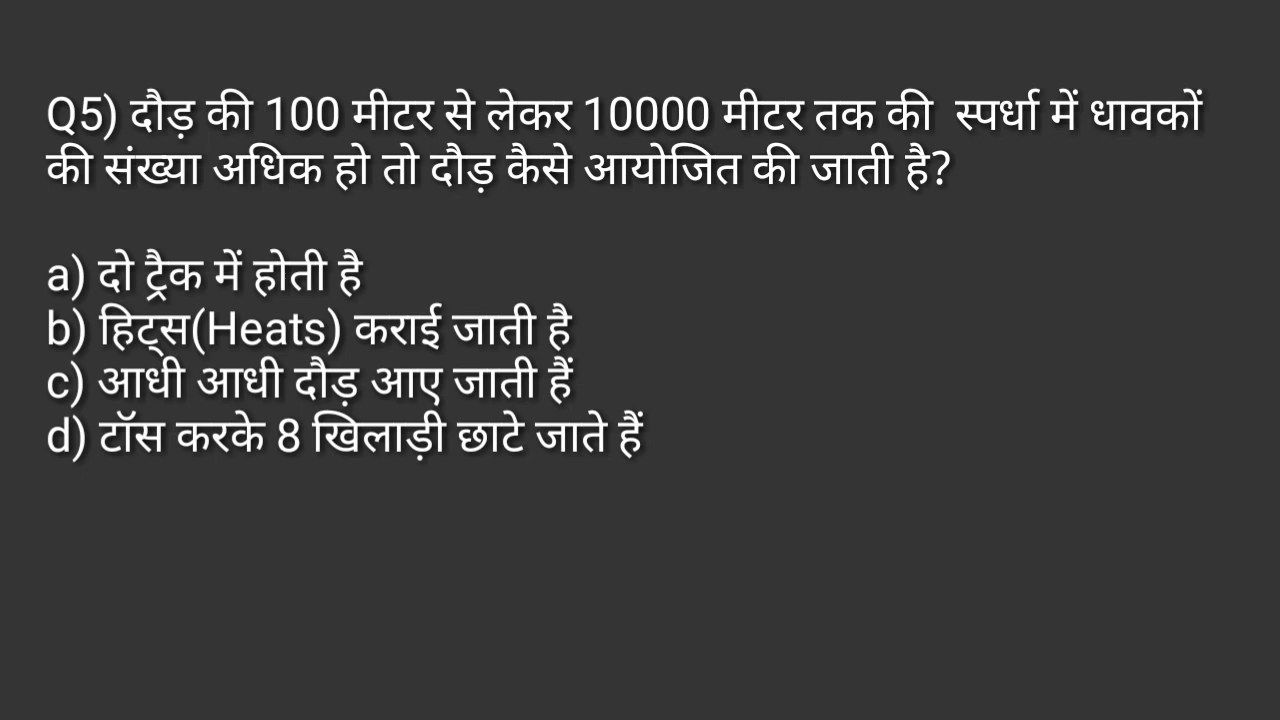 Q5) दौड़ की 100 मीटर से लेकर 10000 मीटर तक की स्पर्धा में धावकों
की संख्या अधिक हो तो दौड़ कैसे आयोजित की जाती है?
a) दो ट्रैक में होती है
b) हिट्स(Heats) कराई जाती है
c) आधी आधी दौड़ आए जाती हैं
d) टॉस करके 8 खिलाड़ी छाटे जाते हैं